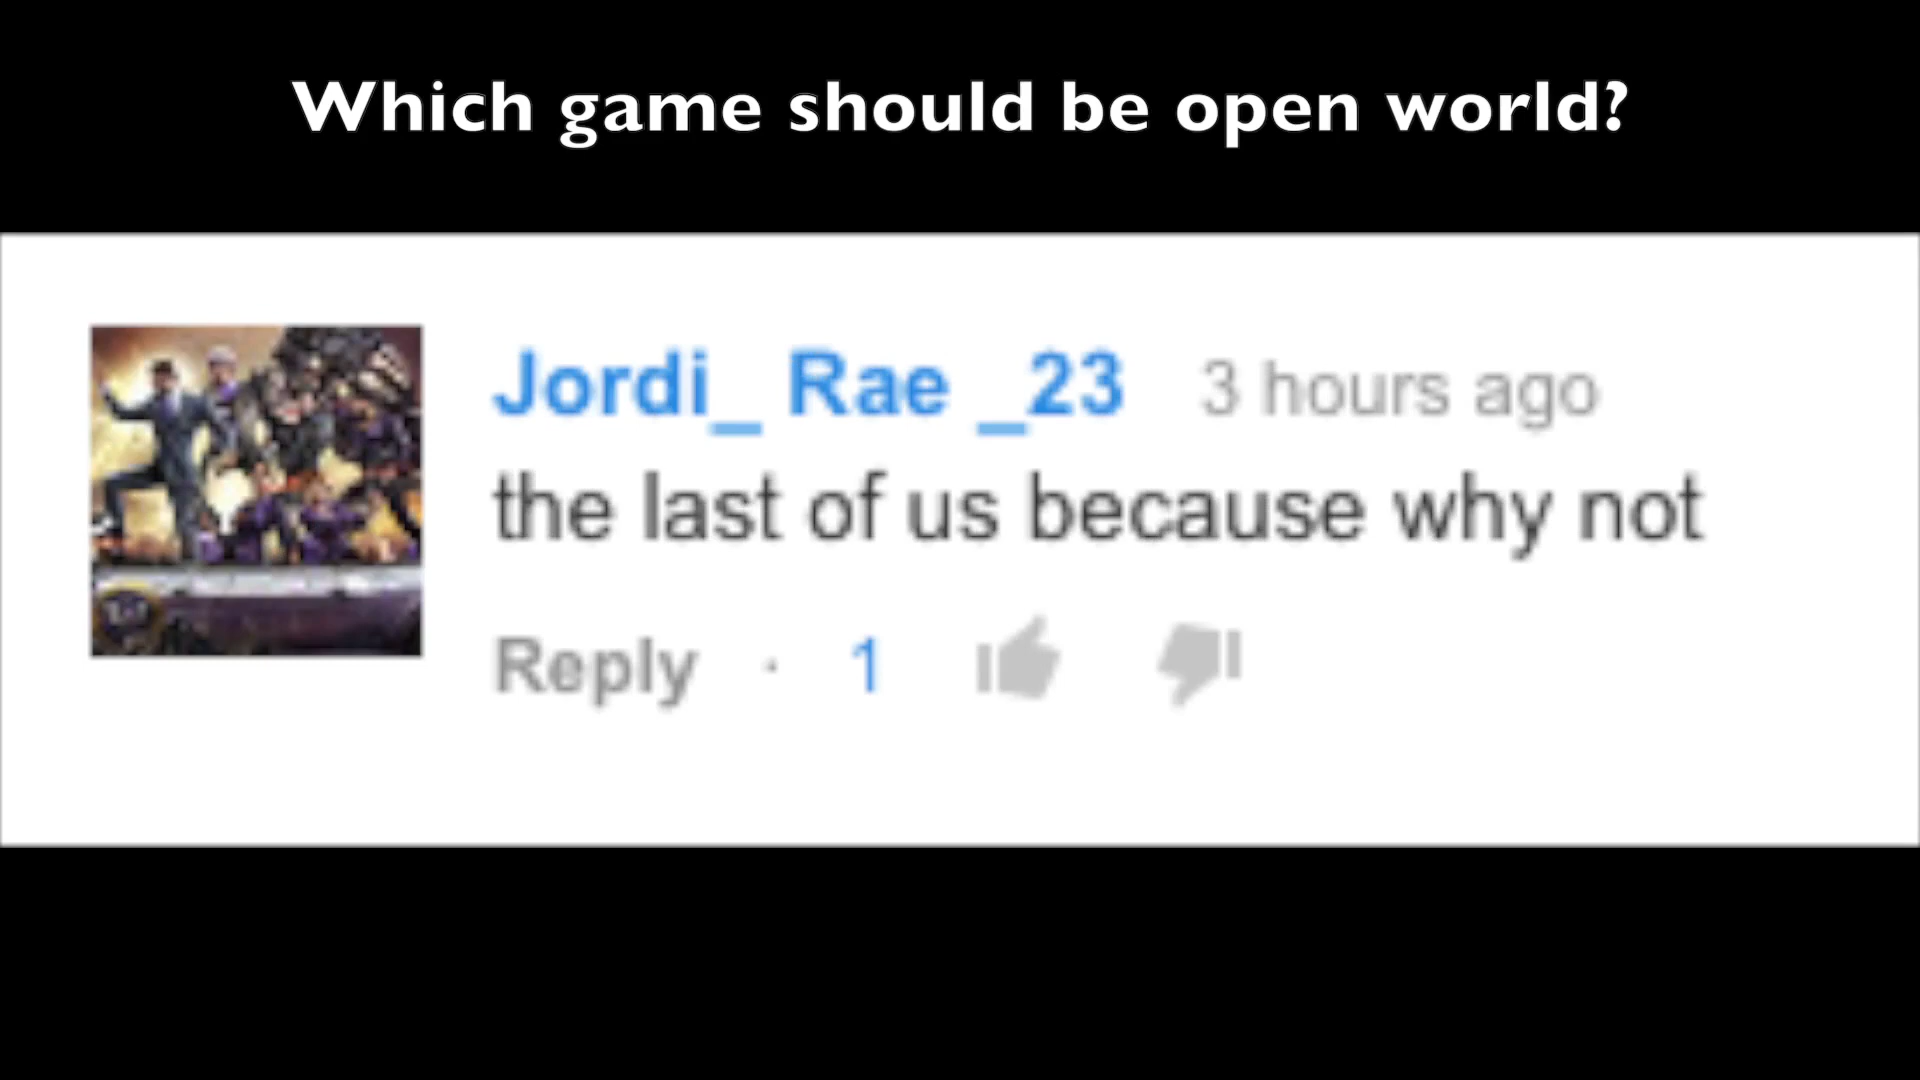 Which game should be open world?
Jordi_ Rae _23 3 hours ago
the last of us because why not
Reply · 1